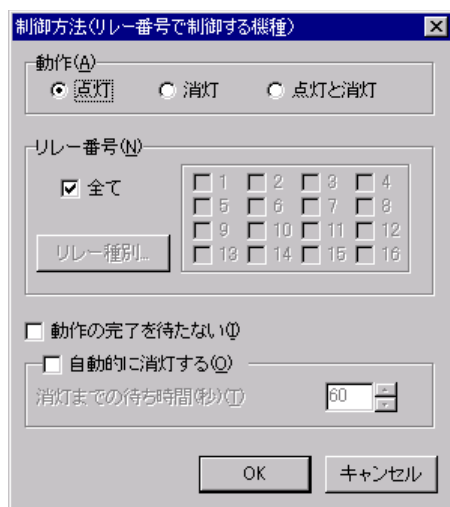 制御方法(リレー番号で制御する機種)
動作(A)
点灯 消灯 点灯と消灯
リレー番号(N)
全て
1 2 3 4
5 6 7 8
9 10 11 12
リレー種別...
13 14 15 16
動作の完了を待たない(I)
自動的に消灯する(O)
消灯までの待ち時間(秒)(T) 60
OK キャンセル